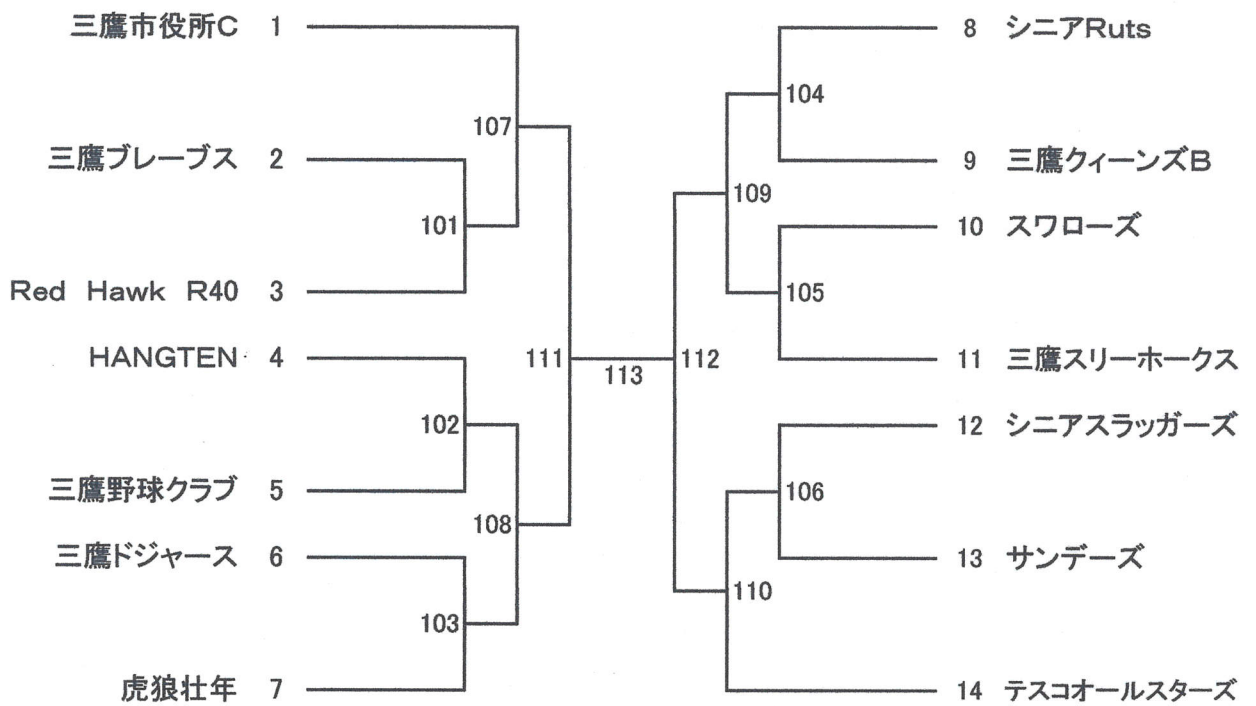 三鷹市役所C 1
107
三鷹ブレーブス 2
101
Red Hawk R40 3
HANGTEN 4
111
102
三鷹野球クラブ 5
108
三鷹ドジャース 6
103
虎狼壮年 7
113
8 シニアRuts
104
9 三鷹クィーンズB
109
10 スワローズ
105
112
11 三鷹スリーホークス
12 シニアスラッガーズ
106
13 サンデーズ
110
14 テスコオールスターズ